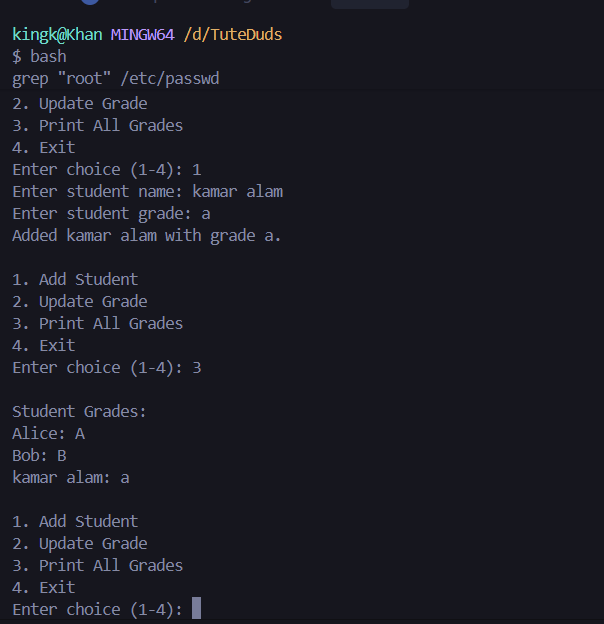 kingk@Khan MINGW64 /d/TuteDuds
$ bash
grep "root" /etc/passwd
2. Update Grade
3. Print All Grades
4. Exit
Enter choice (1-4): 1
Enter student name: kamar alam
Enter student grade: a
Added kamar alam with grade a.
1. Add Student
2. Update Grade
3. Print All Grades
4. Exit
Enter choice (1-4): 3
Student Grades:
Alice: A
Bob: B
kamar alam: a
1. Add Student
2. Update Grade
3. Print All Grades
4. Exit
Enter choice (1-4):